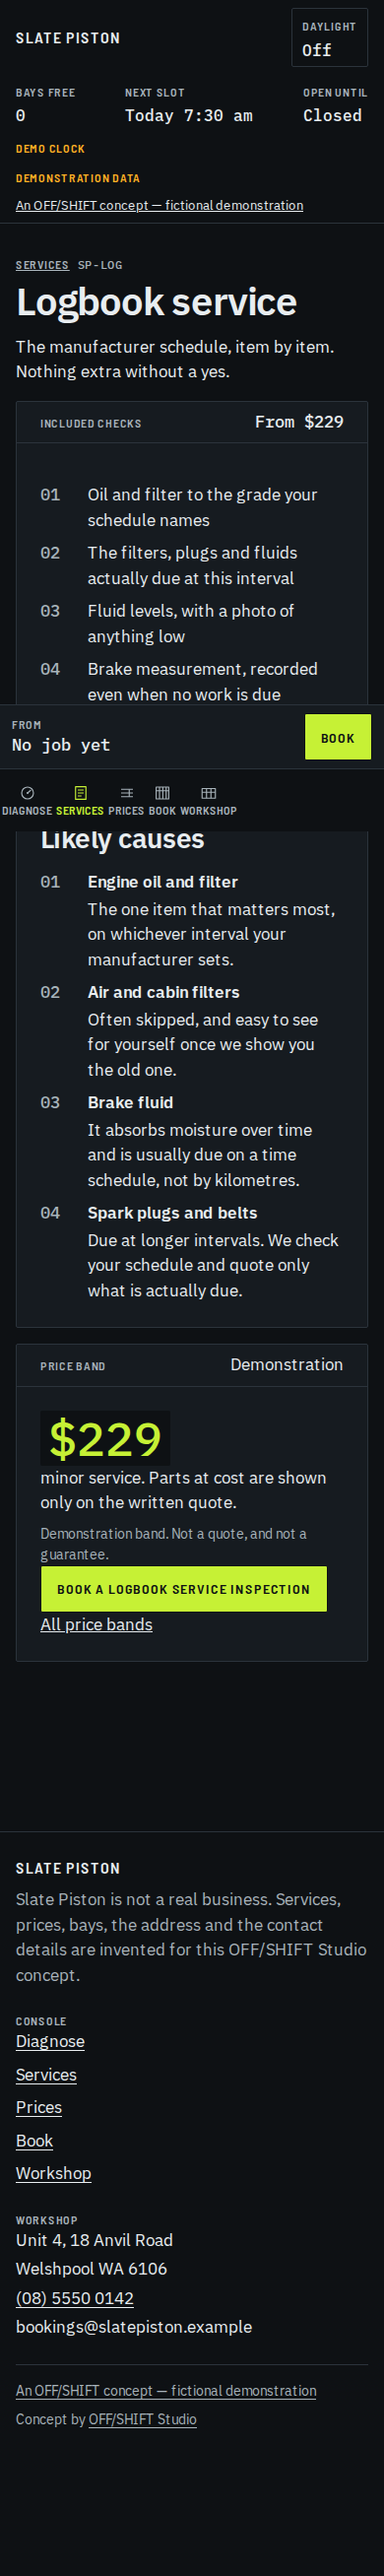 SLATE PISTON
DAYLIGHT
Off
BAYS FREE
0
NEXT SLOT
Today 7:30 am
OPEN UNTIL
Closed
DEMO CLOCK
DEMONSTRATION DATA
An OFF/SHIFT concept — fictional demonstration
SERVICES SP-LOG
Logbook service
The manufacturer schedule, item by item.
Nothing extra without a yes.
INCLUDED CHECKS
From $229
01 Oil and filter to the grade your
schedule names
02 The filters, plugs and fluids
actually due at this interval
03 Fluid levels, with a photo of
anything low
04 Brake measurement, recorded
even when no work is due
FROM
No job yet
BOOK
DIAGNOSE SERVICES PRICES BOOK WORKSHOP
Likely causes
01 Engine oil and filter
The one item that matters most,
on whichever interval your
manufacturer sets.
02 Air and cabin filters
Often skipped, and easy to see
for yourself once we show you
the old one.
03 Brake fluid
It absorbs moisture over time
and is usually due on a time
schedule, not by kilometres.
04 Spark plugs and belts
Due at longer intervals. We check
your schedule and quote only
what is actually due.
PRICE BAND
Demonstration
$229
minor service. Parts at cost are shown
only on the written quote.
Demonstration band. Not a quote, and not a
guarantee.
BOOK A LOGBOOK SERVICE INSPECTION
All price bands
SLATE PISTON
Slate Piston is not a real business. Services,
prices, bays, the address and the contact
details are invented for this OFF/SHIFT Studio
concept.
CONSOLE
Diagnose
Services
Prices
Book
Workshop
WORKSHOP
Unit 4, 18 Anvil Road
Welshpool WA 6106
(08) 5550 0142
bookings@slatepiston.example
An OFF/SHIFT concept — fictional demonstration
Concept by OFF/SHIFT Studio